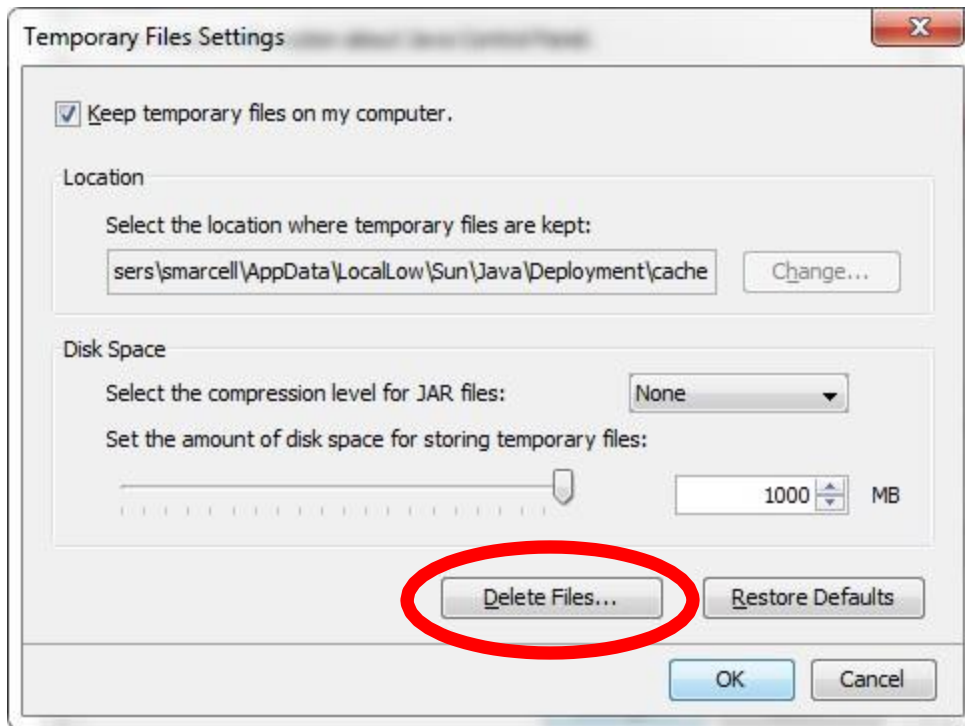 Temporary Files Settings
Keep temporary files on my computer.
Location
Select the location where temporary files are kept:
sers\smarcell\AppData\LocalLow\Sun\Java\Deployment\cache
Change...
Disk Space
Select the compression level for JAR files:
None
Set the amount of disk space for storing temporary files:
1000 MB
Delete Files...
Restore Defaults
OK
Cancel